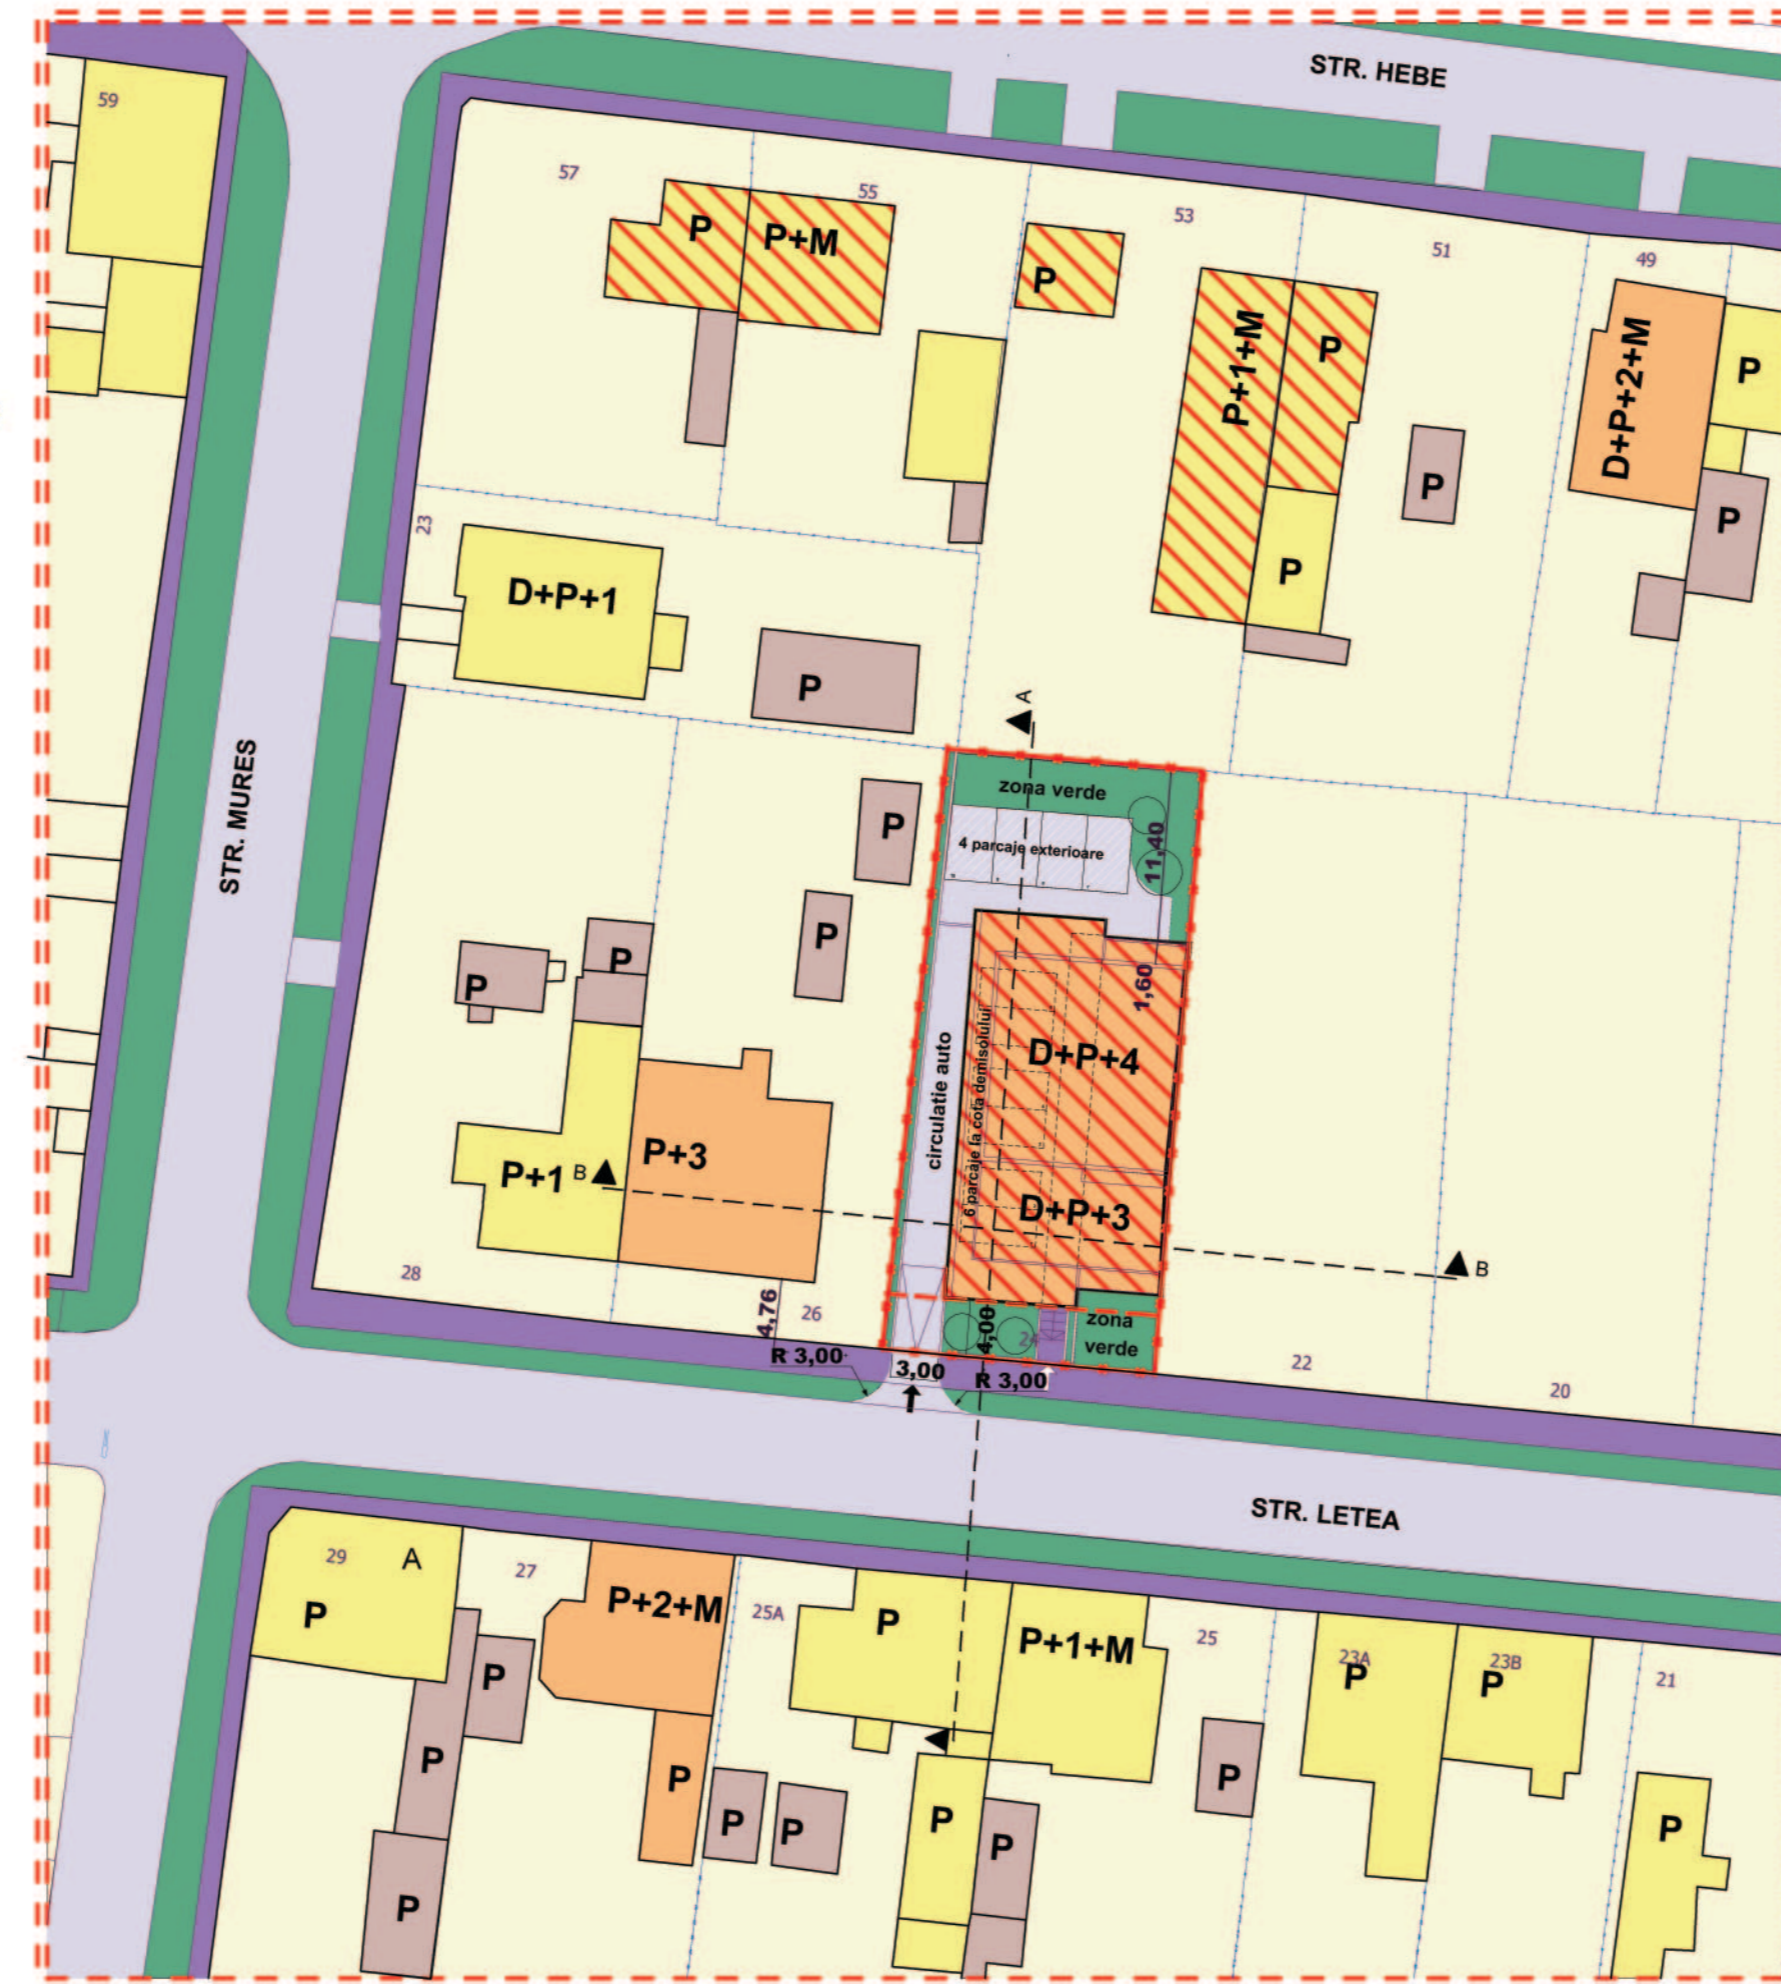 STR. HEBE
59
57
55
53
51
49
P
P+M
P
P+1+M
P
D+P+2+M
P
P
P
P
23
D+P+1
P
A
STR. MURES
zona verde
4 parcaje exterioare
11,40
P
P
P
P
1,60
D+P+4
circulatie auto
6 parcaje la cota demisolului
P+3
P+1
B
D+P+3
B
28
4,76
26
4,00
24
zona
verde
22
20
R 3,00
3,00
R 3,00
STR. LETEA
29
A
P
27
P+2+M
25A
P
P+1+M
25
23A
P
23B
P
21
P
P
P
P
P
P
P
P
P
P